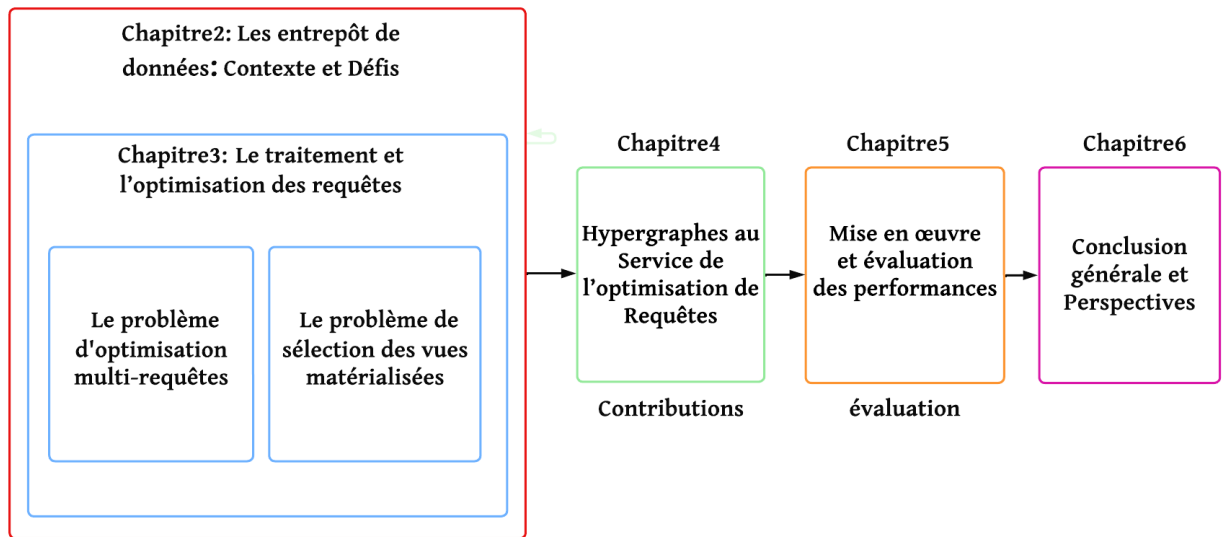 Chapitre2: Les entrepôt de
données: Contexte et Défis
Chapitre3: Le traitement et
l’optimisation des requêtes
Le problème
d'optimisation
multi-requêtes
Le problème de
sélection des vues
matérialisées
Chapitre4
Hypergraphes au
Service de
l’optimisation de
Requêtes
Contributions
Chapitre5
Mise en œuvre
et évaluation
des performances
évaluation
Chapitre6
Conclusion
générale et
Perspectives